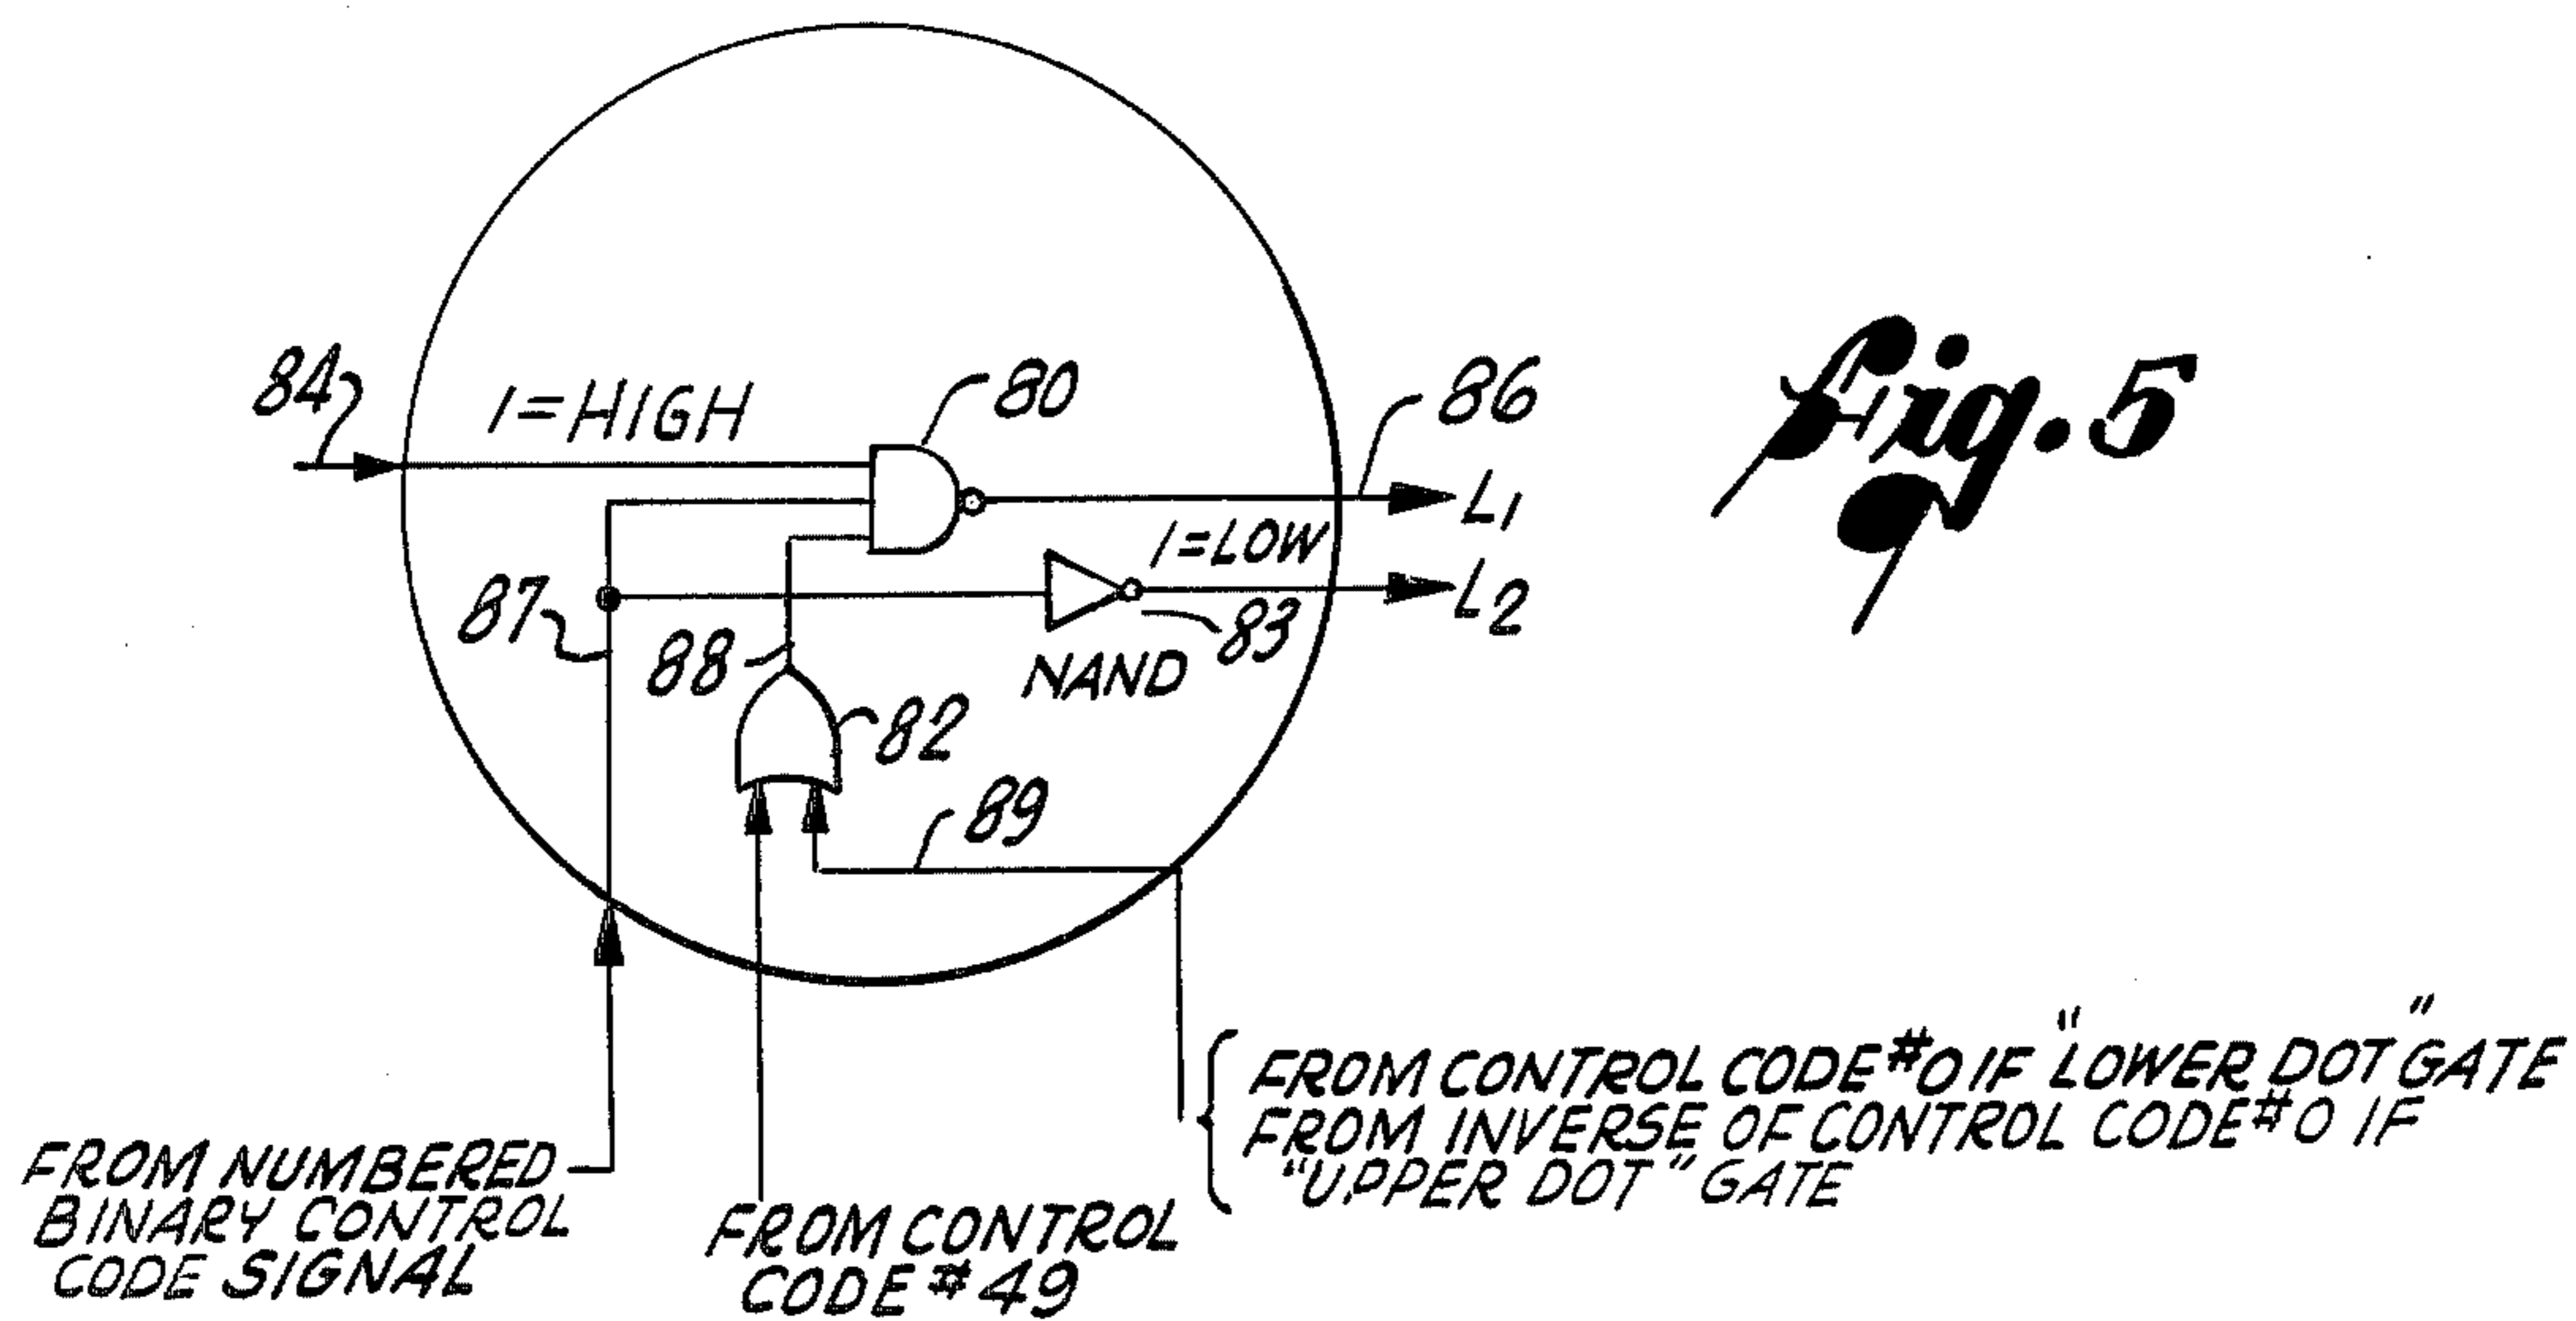 Fig. 5
84
1=HIGH
80
86
L1
1=LOW
L2
87
88
83
NAND
82
89
FROM CONTROL CODE #0 IF "LOWER DOT" GATE
FROM INVERSE OF CONTROL CODE #0 IF
"UPPER DOT" GATE
FROM NUMBERED
BINARY CONTROL
CODE SIGNAL
FROM CONTROL
CODE #49